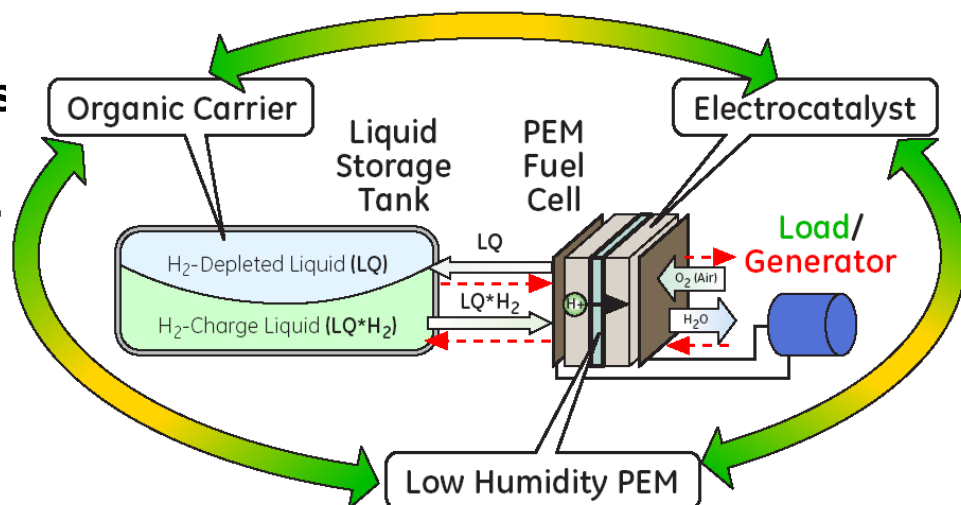 s
Organic Carrier
Electrocatalyst
Liquid
Storage
Tank
PEM
Fuel
Cell
LQ
Load/
Generator
H₂-Depleted Liquid (LQ)
O₂ (Air)
LQ*H₂
H+
H₂O
H₂-Charge Liquid (LQ*H₂)
Low Humidity PEM